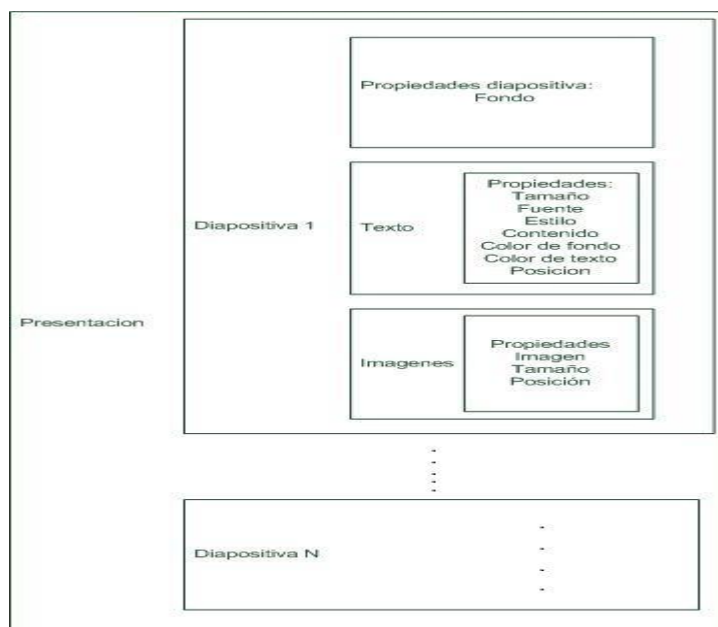 Propiedades diapositiva:
Fondo
Diapositiva 1
Texto
Propiedades:
Tamaño
Fuente
Estilo
Contenido
Color de fondo
Color de texto
Posicion
Presentacion
Imagenes
Propiedades
Imagen
Tamaño
Posición
Diapositiva N